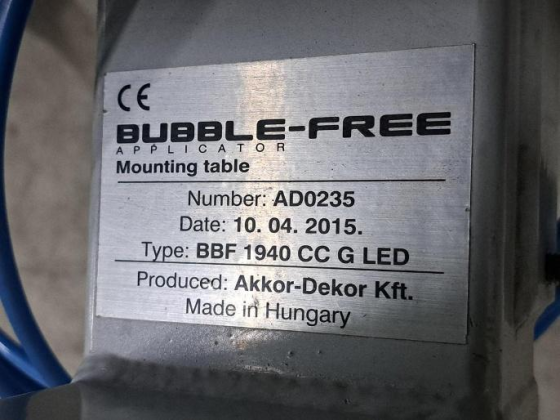 CE
BUBBLE-FREE
APPLICATOR
Mounting table
Number: AD0235
Date: 10. 04. 2015.
Type: BBF 1940 CC G LED
Produced: Akkor-Dekor Kft.
Made in Hungary